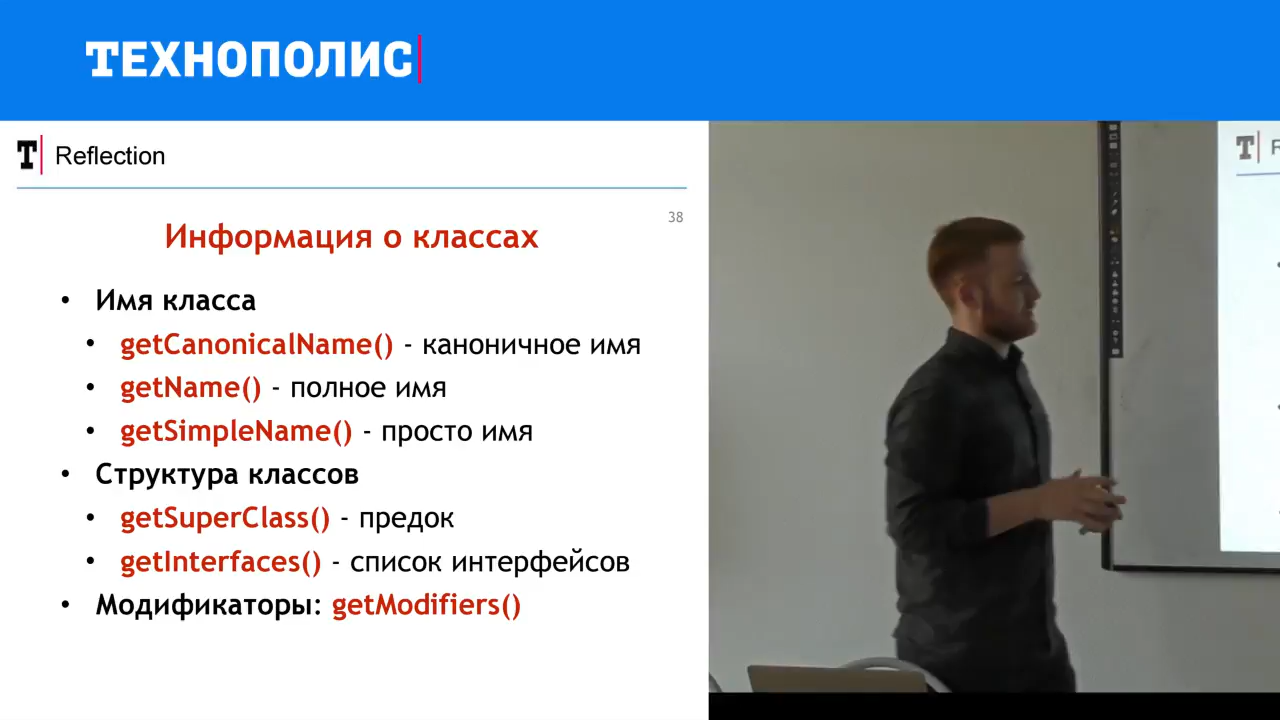 ТЕХНОПОЛИС
T Reflection
38
Информация о классах
• Имя класса
• getCanonicalName() - каноничное имя
• getName() - полное имя
• getSimpleName() - просто имя
• Структура классов
• getSuperClass() - предок
• getInterfaces() - список интерфейсов
• Модификаторы: getModifiers()
T R